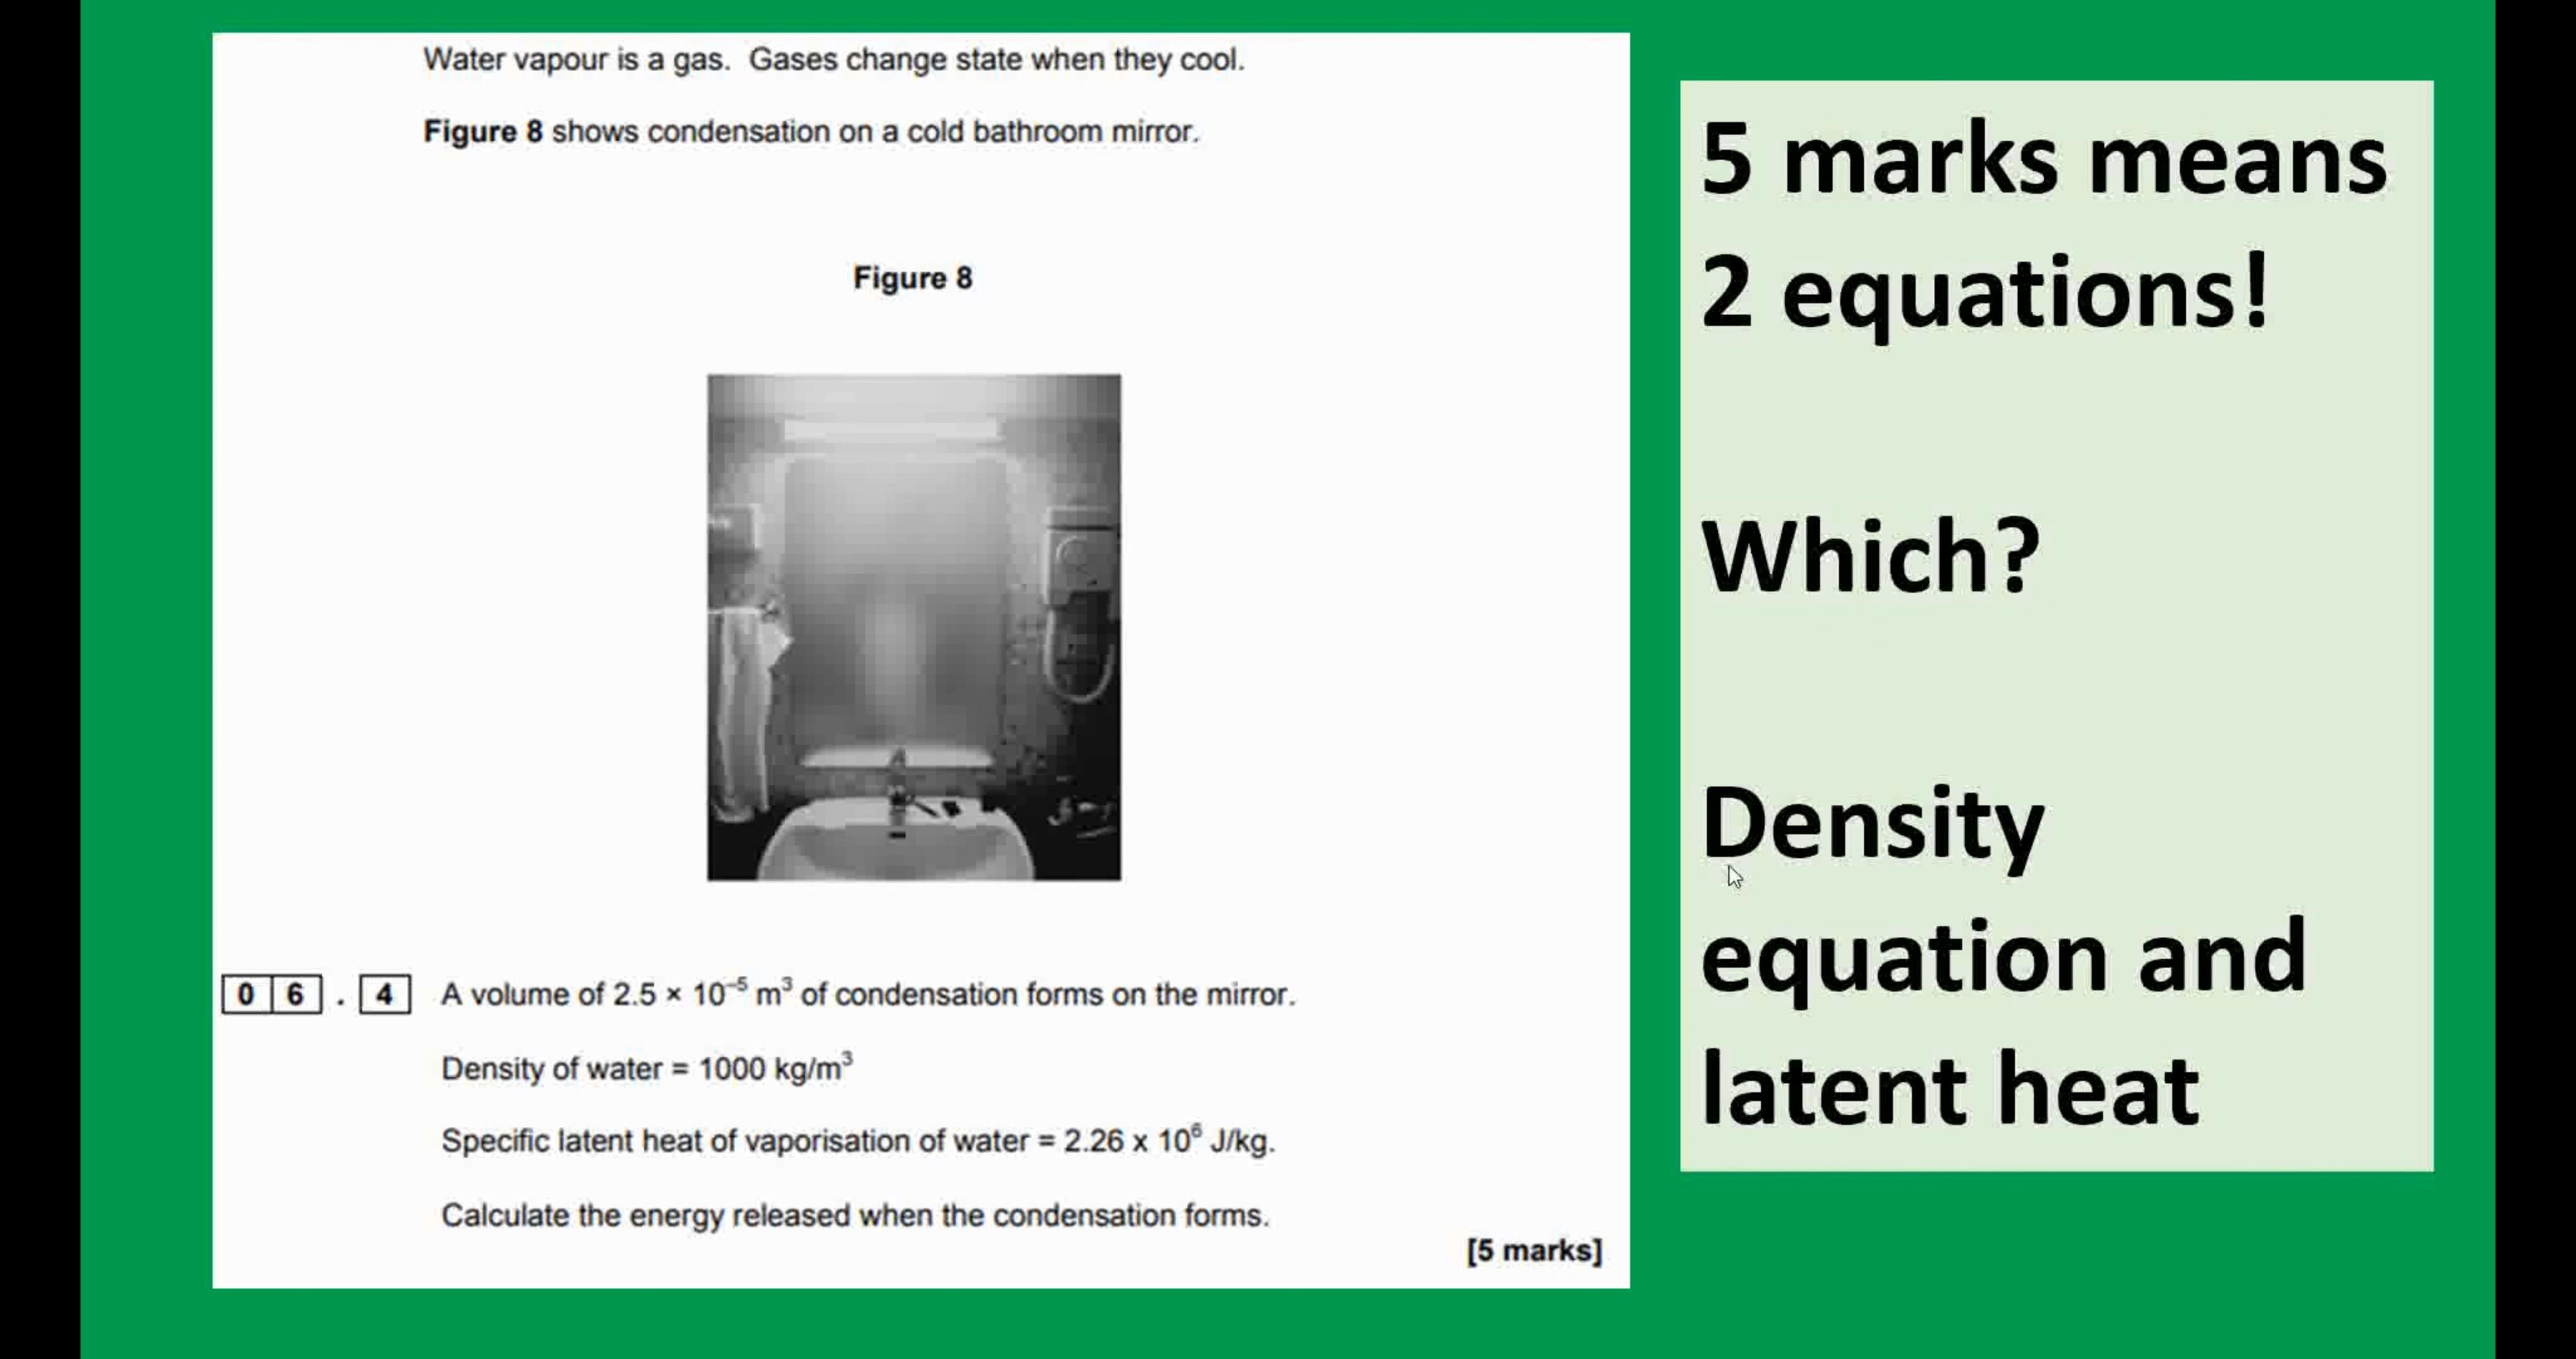 Water vapour is a gas. Gases change state when they cool.
Figure 8 shows condensation on a cold bathroom mirror.
Figure 8
0 6 . 4 A volume of 2.5 × 10⁻⁵ m³ of condensation forms on the mirror.
Density of water = 1000 kg/m³
Specific latent heat of vaporisation of water = 2.26 x 10⁶ J/kg.
Calculate the energy released when the condensation forms.
[5 marks]
5 marks means
2 equations!
Which?
Density
equation and
latent heat